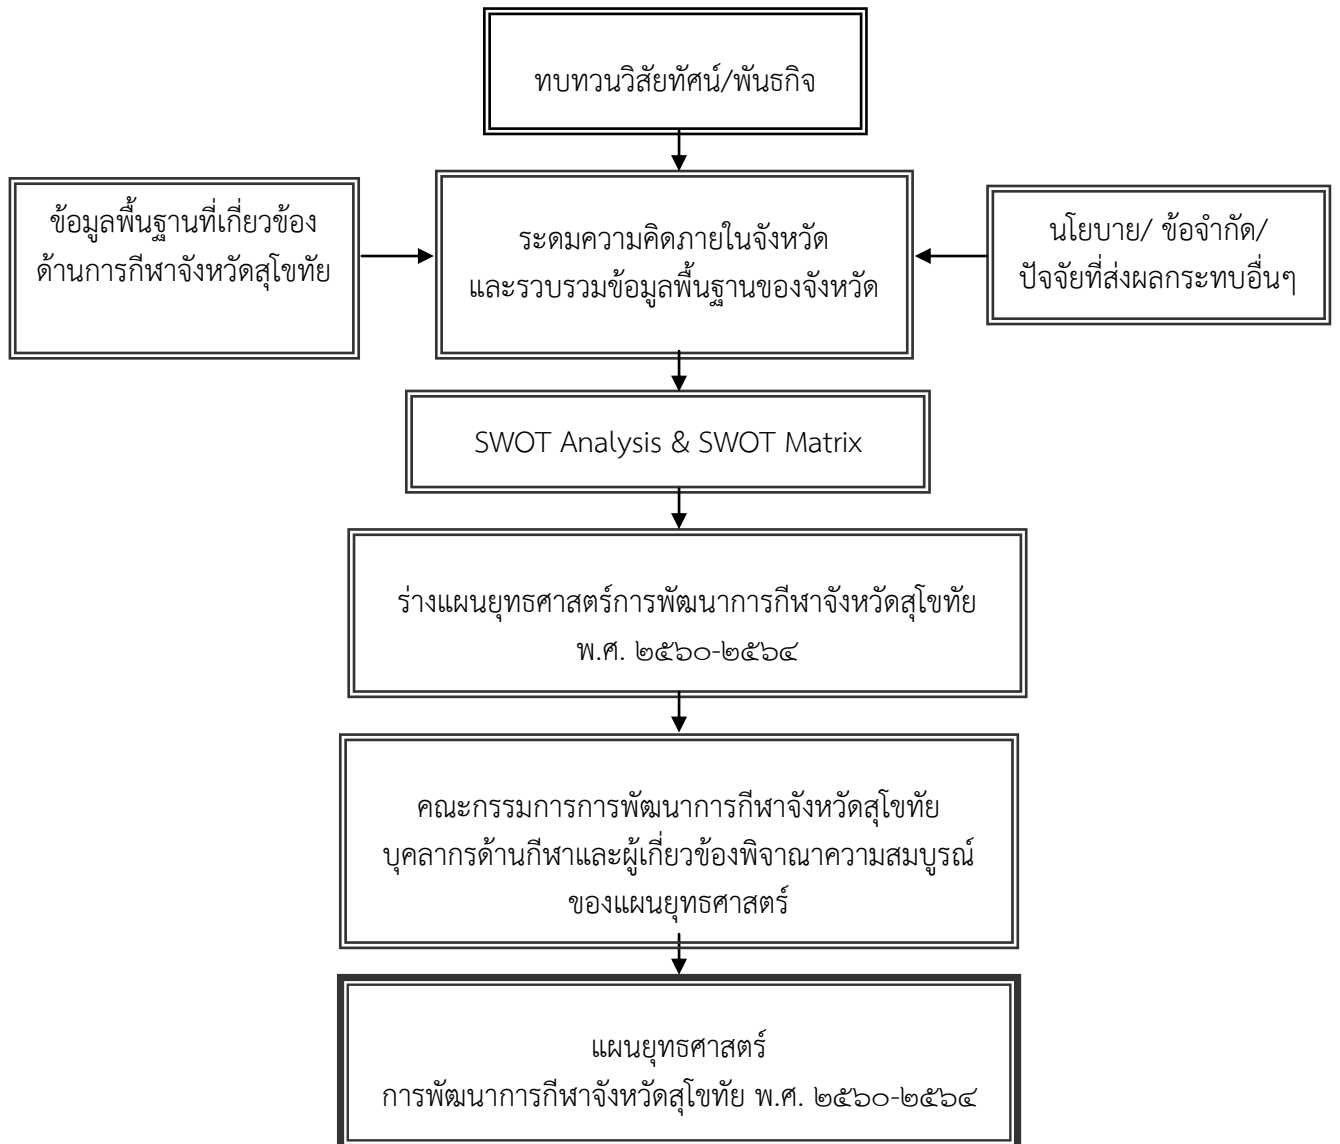 ทบทวนวิสัยทัศน์/พันธกิจ
ข้อมูลพื้นฐานที่เกี่ยวข้อง
ด้านการกีฬาจังหวัดสุโขทัย
ระดมความคิดภายในจังหวัด
และรวบรวมข้อมูลพื้นฐานของจังหวัด
นโยบาย/ ข้อจำกัด/
ปัจจัยที่ส่งผลกระทบอื่นๆ
SWOT Analysis & SWOT Matrix
ร่างแผนยุทธศาสตร์การพัฒนาการกีฬาจังหวัดสุโขทัย
พ.ศ. ๒๕๖๐-๒๕๖๔
คณะกรรมการการพัฒนาการกีฬาจังหวัดสุโขทัย
บุคลากรด้านกีฬาและผู้เกี่ยวข้องพิจาณาความสมบูรณ์
ของแผนยุทธศาสตร์
แผนยุทธศาสตร์
การพัฒนาการกีฬาจังหวัดสุโขทัย พ.ศ. ๒๕๖๐-๒๕๖๔